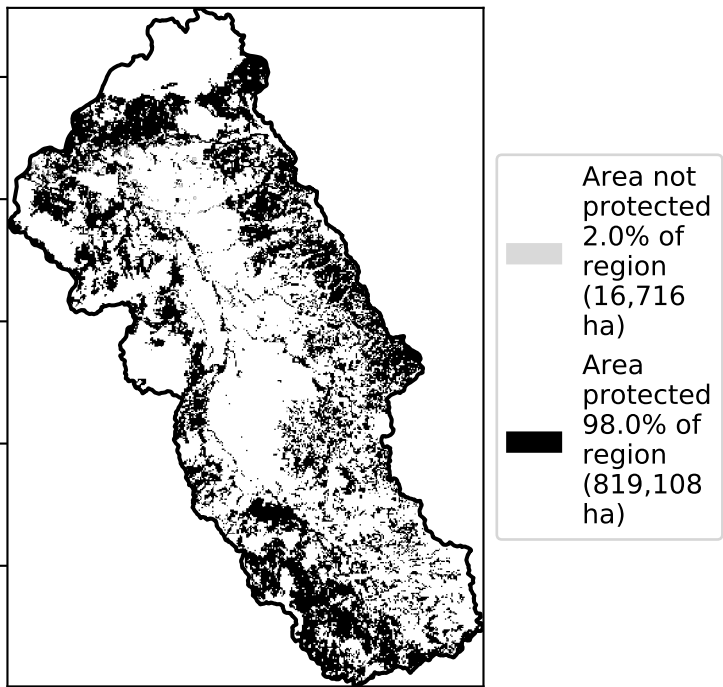 Area not
protected
2.0% of
region
(16,716
ha)
Area
protected
98.0% of
region
(819,108
ha)